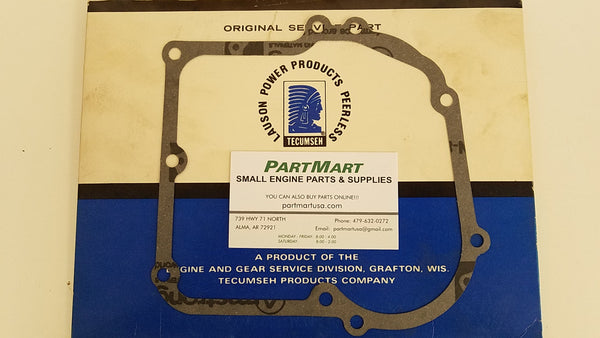 ORIGINAL SERVICE PART
LAUSON POWER PRODUCTS PEERLESS
TECUMSEH
PARTMART
SMALL ENGINE PARTS & SUPPLIES
YOU CAN ALSO BUY PARTS ONLINE!!!
partmartusa.com
739 HWY 71 NORTH
ALMA, AR 72921
Phone: 479-632-0272
Email: partmartusa@gmail.com
MONDAY - FRIDAY: 8:00 - 4:00
SATURDAY: 8:00 - 2:00
A PRODUCT OF THE
GINE AND GEAR SERVICE DIVISION, GRAFTON, WIS.
TECUMSEH PRODUCTS COMPANY